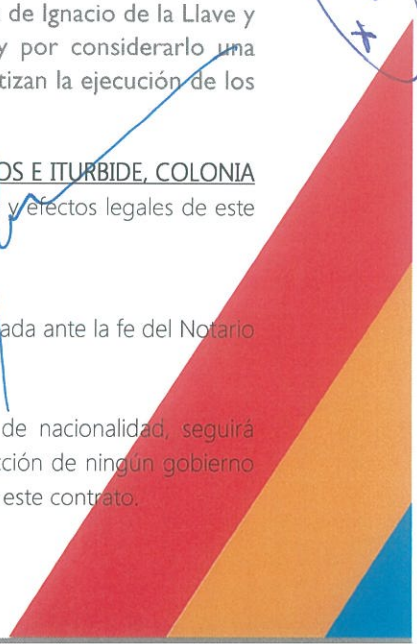 de Ignacio de la Llave y
y por considerarlo una
tizan la ejecución de los
OS E ITURBIDE, COLONIA
y efectos legales de este
ada ante la fe del Notario
de nacionalidad, seguirá
cción de ningún gobierno
este contrato.